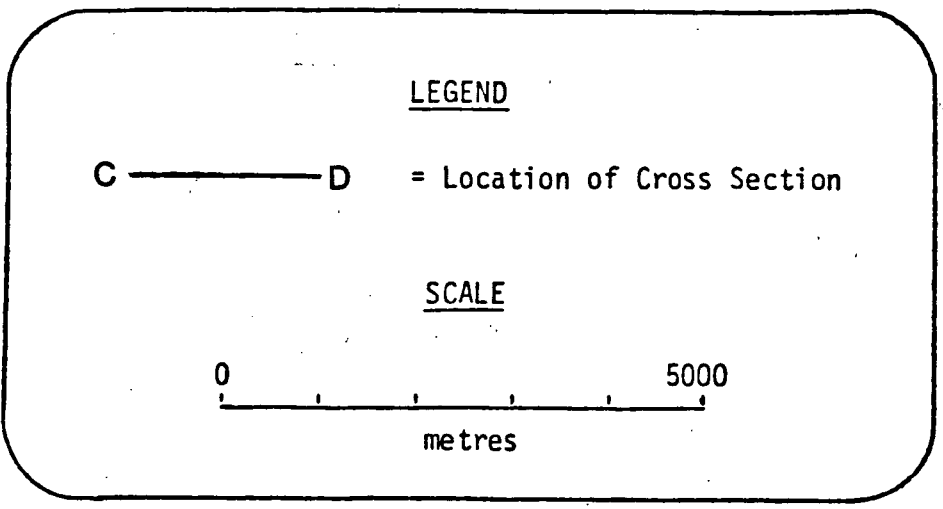 LEGEND
C D = Location of Cross Section
SCALE
0 5000
metres